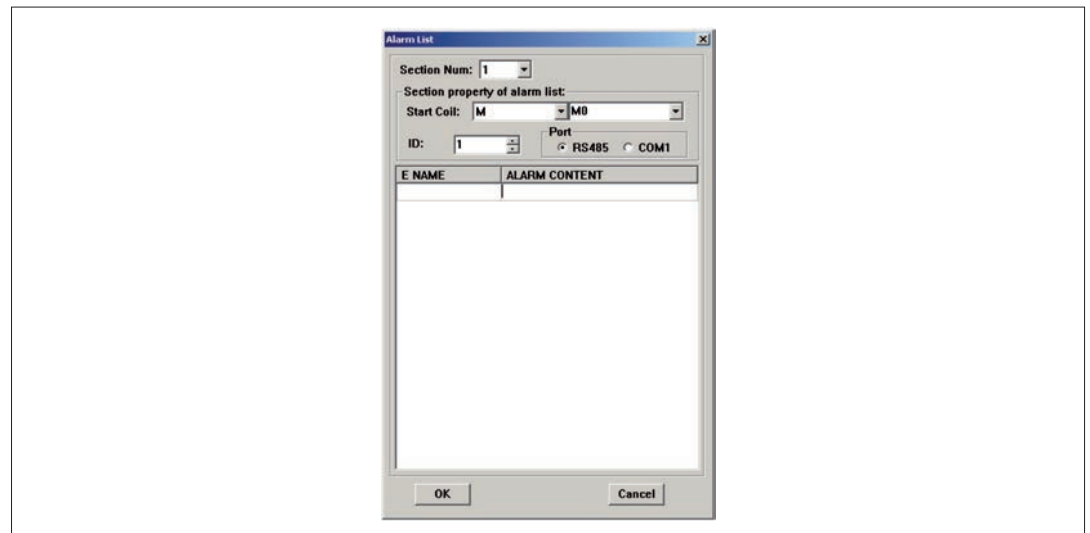 Alarm List
Section Num: 1
Section property of alarm list:
Start Coil: M M0
ID: 1
Port
RS485 COM1
E NAME ALARM CONTENT
OK Cancel